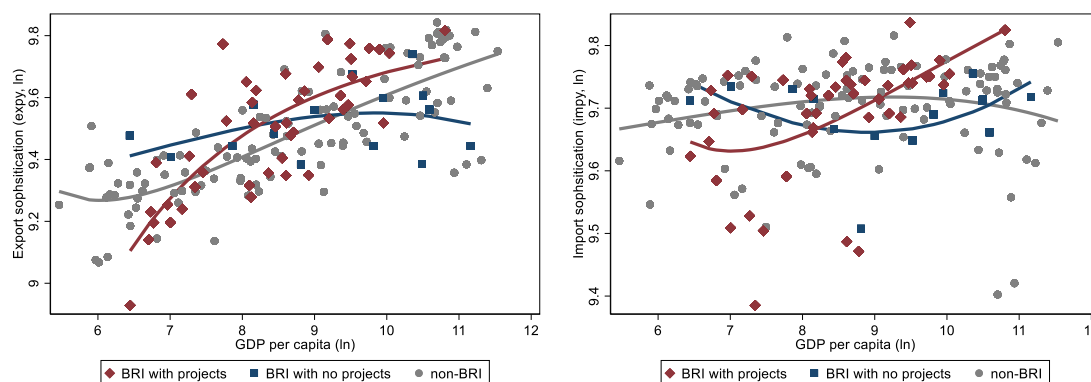 Export sophsitication (expy, ln)
9.8
9.6
9.4
9.2
9
6 7 8 9 10 11 12
GDP per capita (ln)
BRI with projects BRI with no projects non-BRI
Import sophsitication (impy, ln)
9.8
9.7
9.6
9.5
9.4
6 7 8 9 10 11
GDP per capita (ln)
BRI with projects BRI with no projects non-BRI